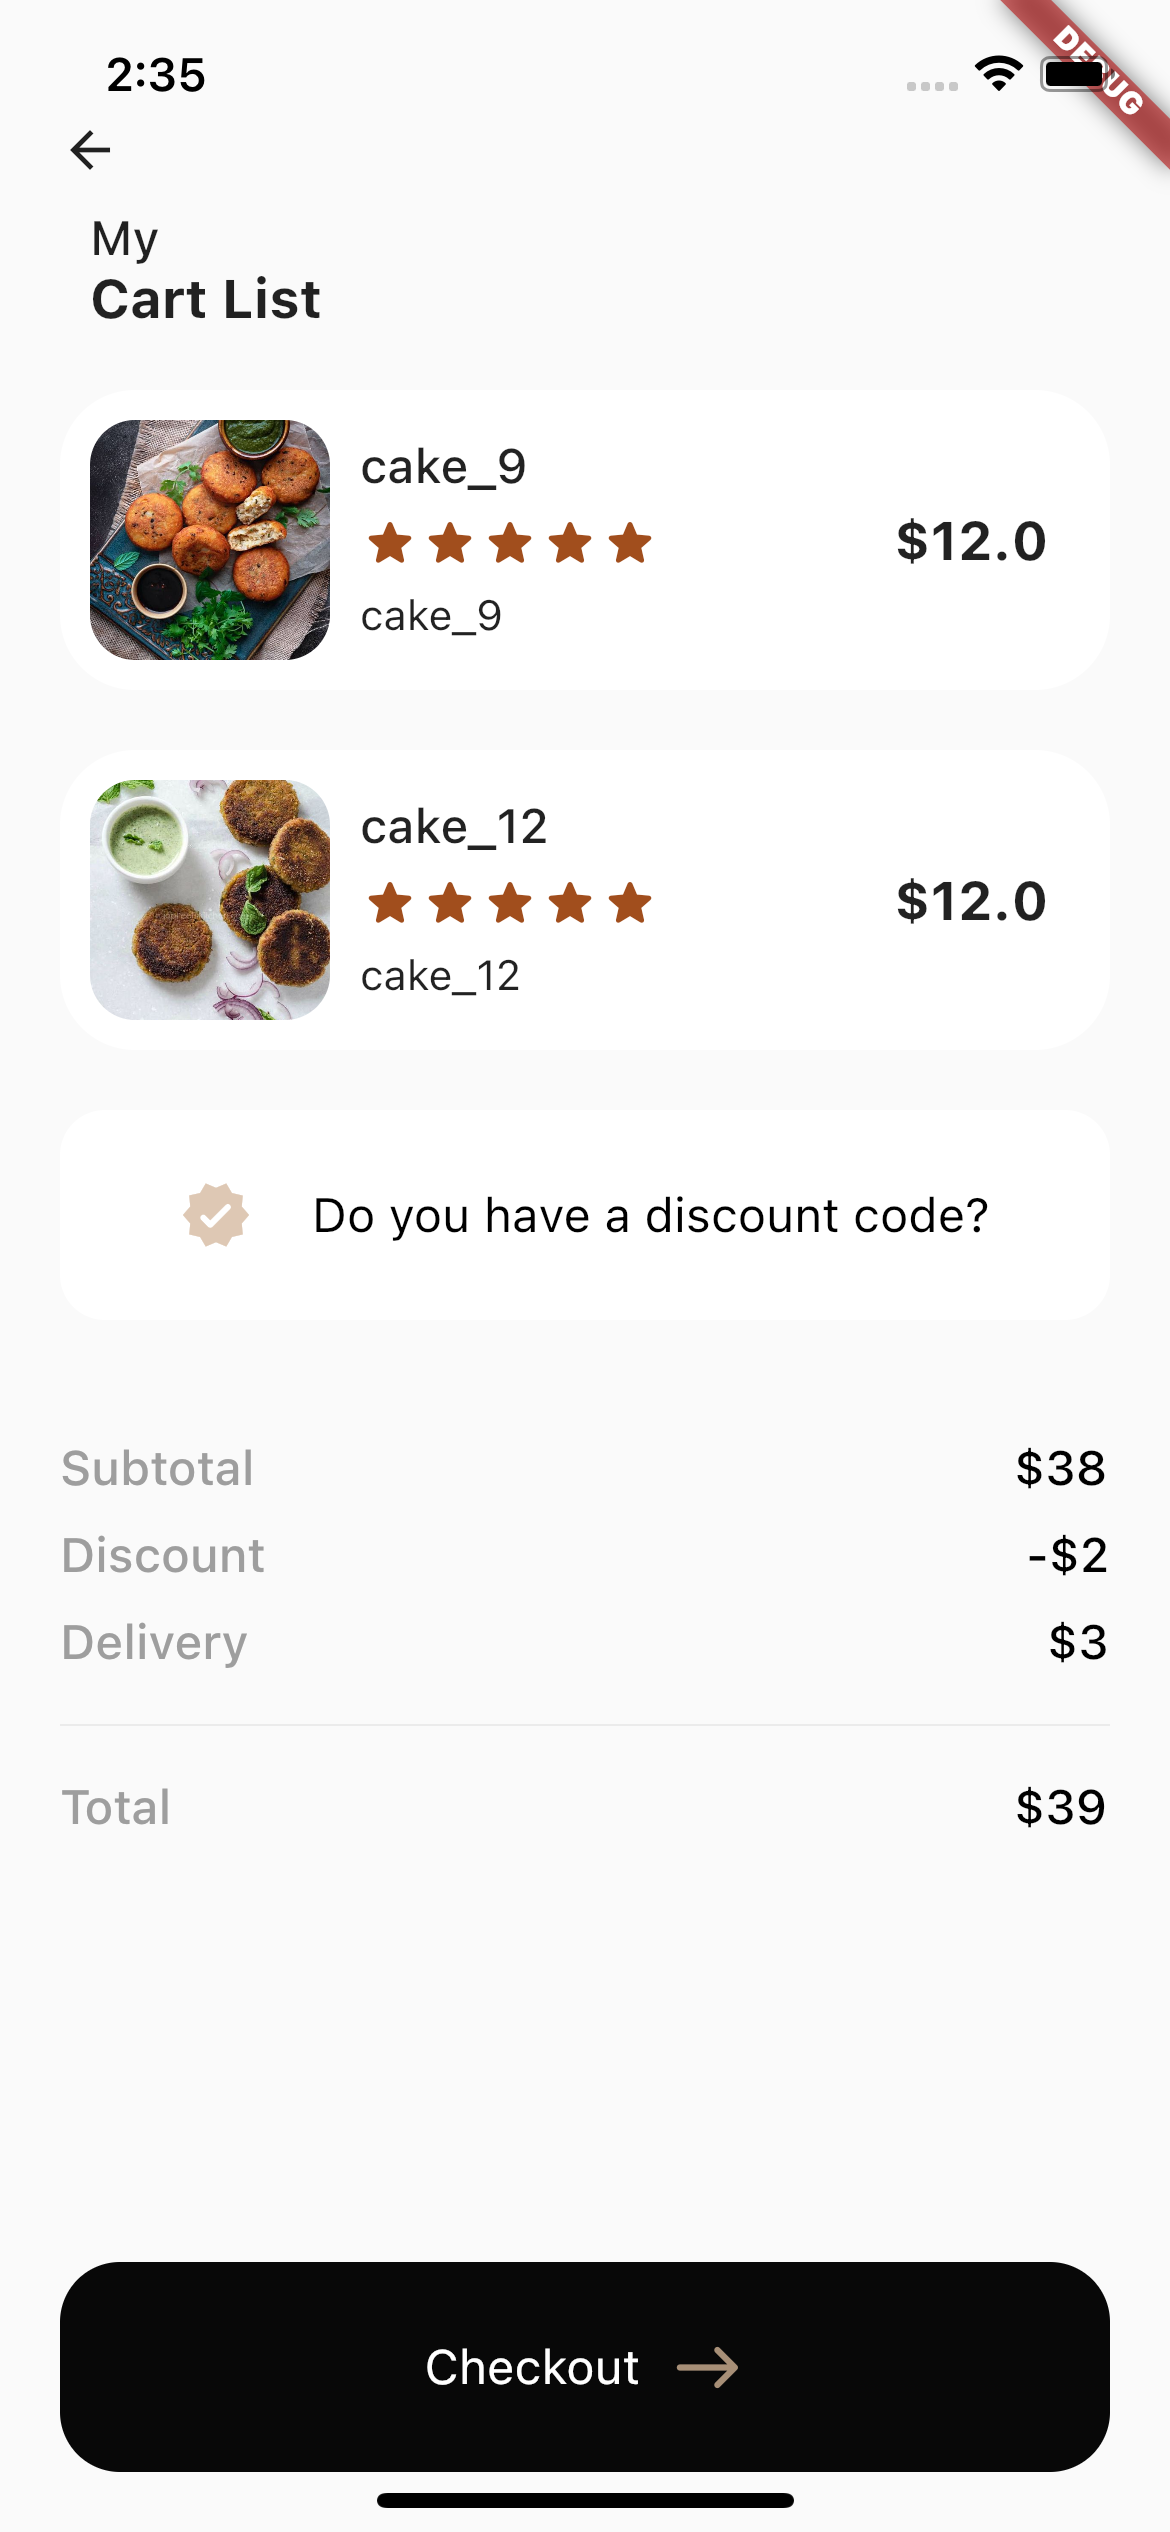 2:35
DEBUG
My
Cart List
cake_9
$12.0
cake_9
cake_12
$12.0
cake_12
Do you have a discount code?
Subtotal $38
Discount -$2
Delivery $3
Total $39
Checkout